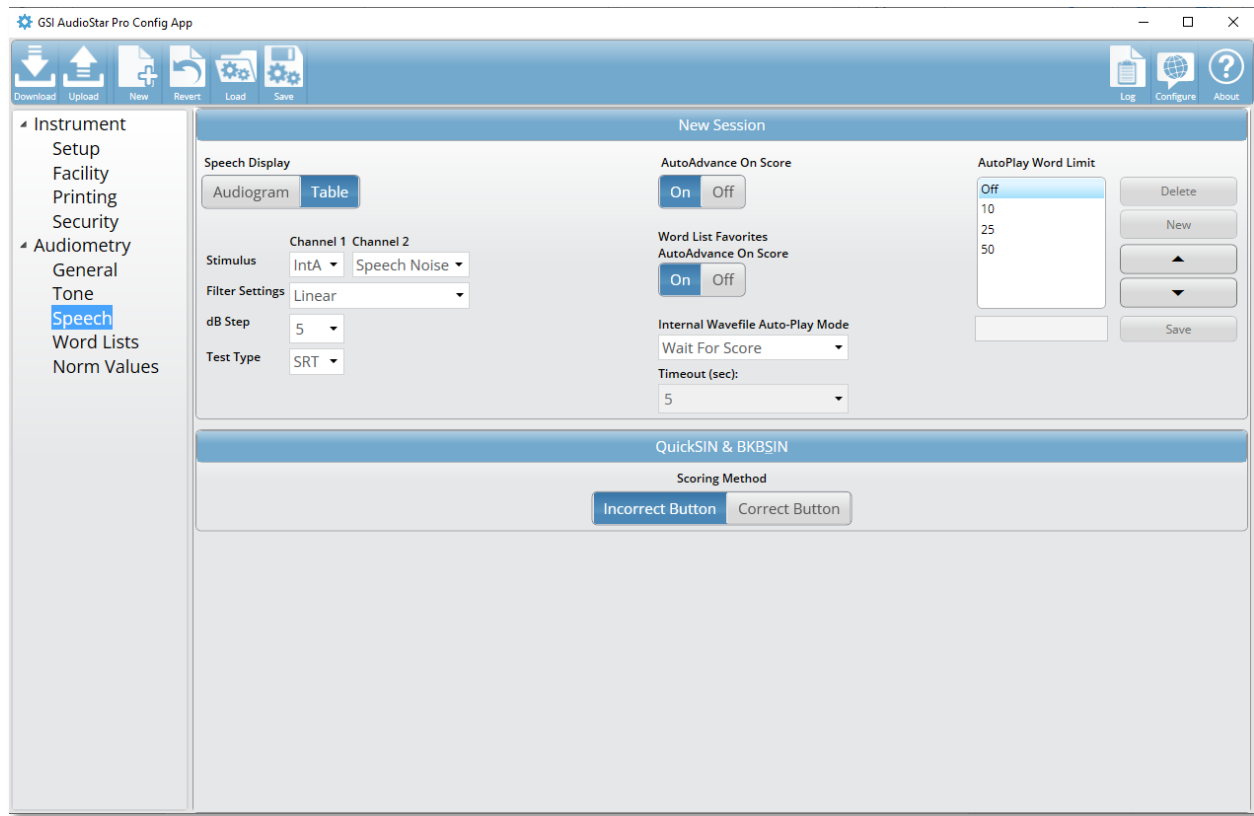 GSI AudioStar Pro Config App
Download Upload New Revert Load Save Log Configure About
Instrument
Setup
Facility
Printing
Security
Audiometry
General
Tone
Speech
Word Lists
Norm Values
New Session
Speech Display
Audiogram Table
Channel 1 Channel 2
Stimulus IntA Speech Noise
Filter Settings Linear
dB Step 5
Test Type SRT
AutoAdvance On Score
On Off
Word List Favorites
AutoAdvance On Score
On Off
Internal Wavefile Auto-Play Mode
Wait For Score
Timeout (sec):
5
AutoPlay Word Limit
Off
10
25
50
Delete
New
Save
QuickSIN & BKBSIN
Scoring Method
Incorrect Button Correct Button